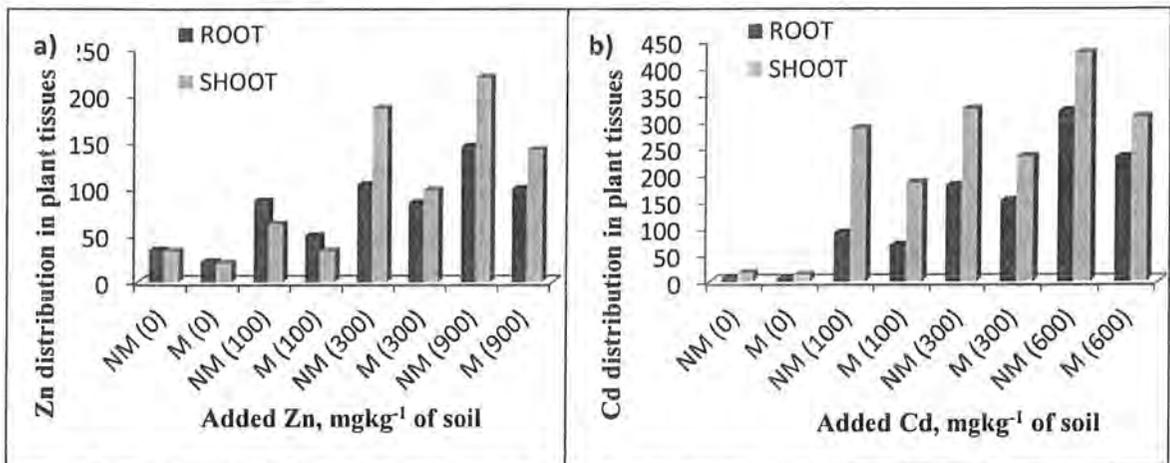 a)
ROOT
SHOOT
Zn distribution in plant tissues
:50
200
150
100
50
0
NM (0)
M (0)
NM (100)
M (100)
NM (300)
M (300)
NM (900)
M (900)
Added Zn, mgkg⁻¹ of soil
b)
ROOT
SHOOT
Cd distribution in plant tissues
450
400
350
300
250
200
150
100
50
0
NM (0)
M (0)
NM (100)
M (100)
NM (300)
M (300)
NM (600)
M (600)
Added Cd, mgkg⁻¹ of soil